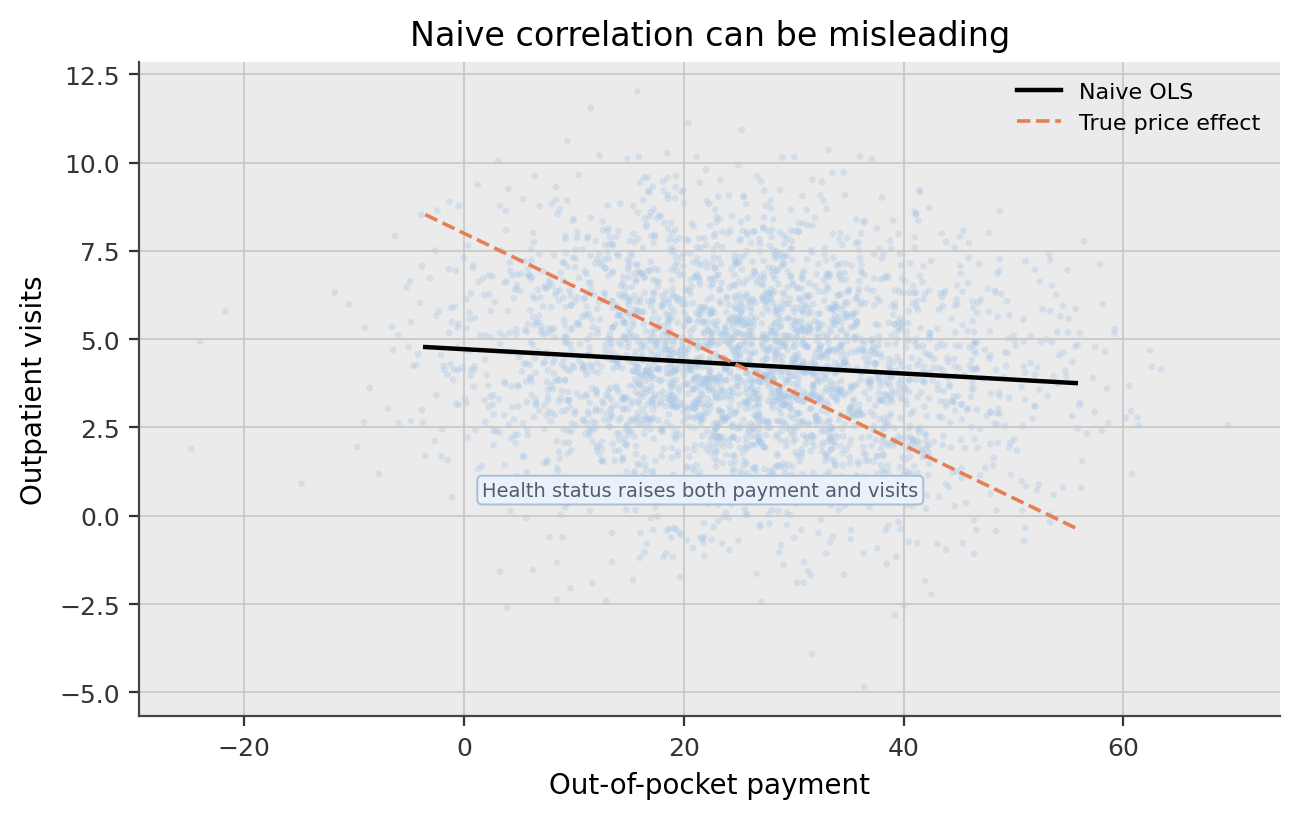 Naive correlation can be misleading
Naive OLS
True price effect
Health status raises both payment and visits
Outpatient visits
12.5
10.0
7.5
5.0
2.5
0.0
−2.5
−5.0
−20
0
20
40
60
Out-of-pocket payment